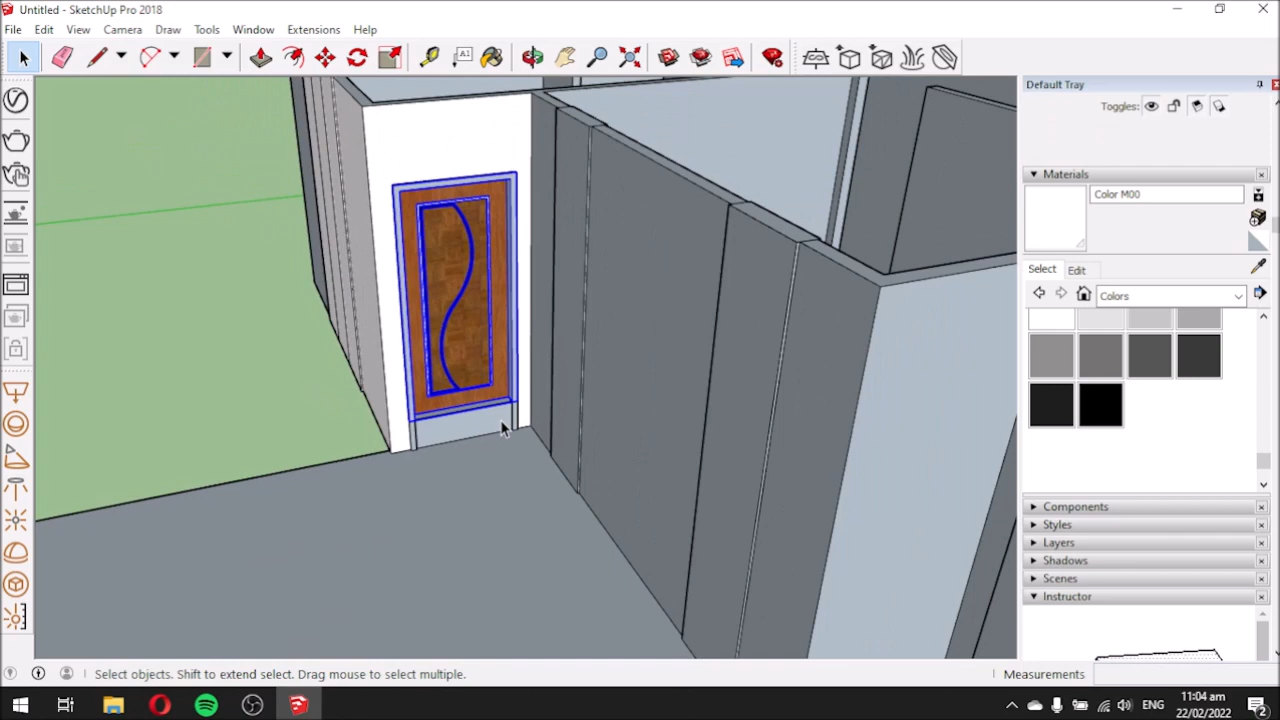 Untitled - SketchUp Pro 2018
File Edit View Camera Draw Tools Window Extensions Help
A1
Default Tray
Toggles:
Materials
Color M00
Select Edit
Colors
Components
Styles
Layers
Shadows
Scenes
Instructor
Select objects. Shift to extend select. Drag mouse to select multiple.
Measurements
ENG
11:04 am
22/02/2022
2